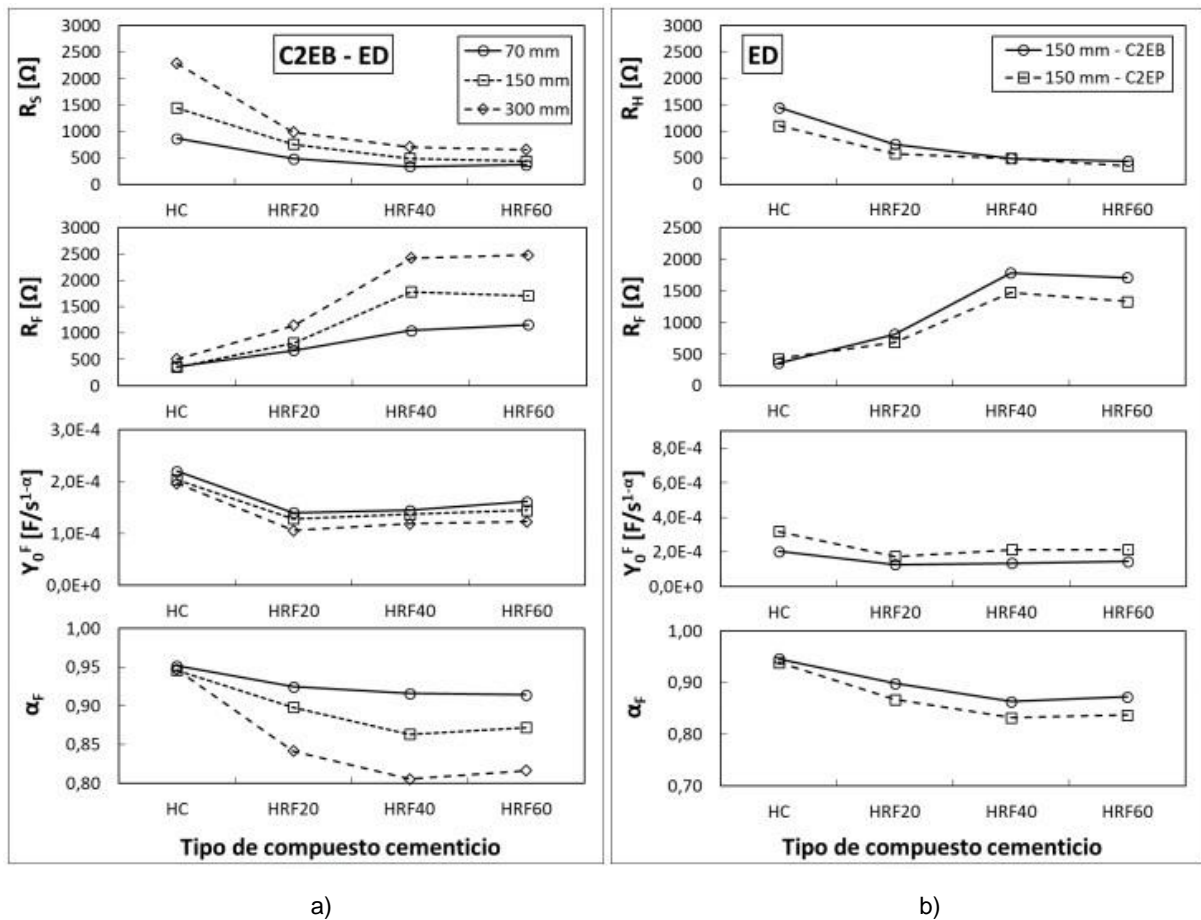 C2EB - ED
70 mm
150 mm
300 mm
R_S [Ω]
3000
2500
2000
1500
1000
500
0
HC HRF20 HRF40 HRF60
R_F [Ω]
3000
2500
2000
1500
1000
500
0
HC HRF20 HRF40 HRF60
Y_0^F [F/s^{1-α}]
3,0E-4
2,0E-4
1,0E-4
0,0E+0
HC HRF20 HRF40 HRF60
α_F
1,00
0,95
0,90
0,85
0,80
HC HRF20 HRF40 HRF60
Tipo de compuesto cementicio
a)
ED
150 mm - C2EB
150 mm - C2EP
R_H [Ω]
3000
2500
2000
1500
1000
500
0
HC HRF20 HRF40 HRF60
R_F [Ω]
2500
2000
1500
1000
500
0
HC HRF20 HRF40 HRF60
Y_0^F [F/s^{1-α}]
8,0E-4
6,0E-4
4,0E-4
2,0E-4
0,0E+0
HC HRF20 HRF40 HRF60
α_F
1,00
0,90
0,80
0,70
HC HRF20 HRF40 HRF60
Tipo de compuesto cementicio
b)